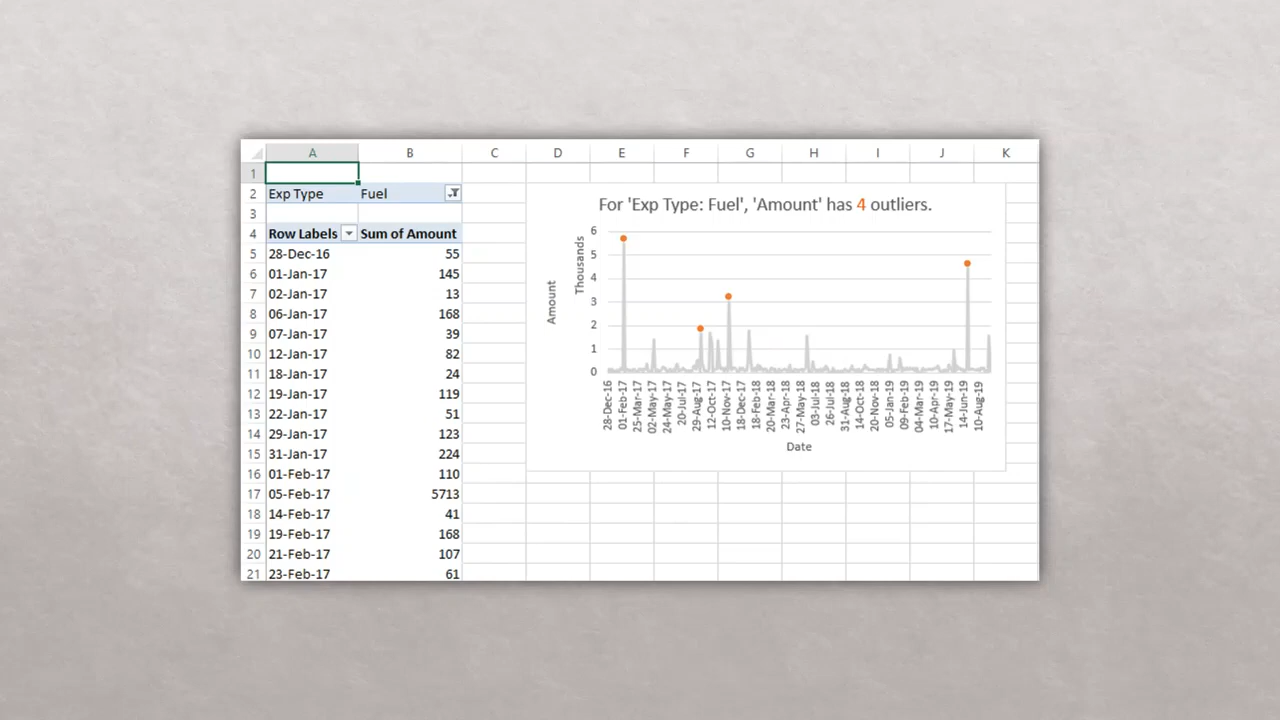 A B C D E F G H I J K
1
2 Exp Type Fuel
3
4 Row Labels Sum of Amount
5 28-Dec-16 55
6 01-Jan-17 145
7 02-Jan-17 13
8 06-Jan-17 168
9 07-Jan-17 39
10 12-Jan-17 82
11 18-Jan-17 24
12 19-Jan-17 119
13 22-Jan-17 51
14 29-Jan-17 123
15 31-Jan-17 224
16 01-Feb-17 110
17 05-Feb-17 5713
18 14-Feb-17 41
19 19-Feb-17 168
20 21-Feb-17 107
21 23-Feb-17 61
For 'Exp Type: Fuel', 'Amount' has 4 outliers.
Amount
Thousands
6
5
4
3
2
1
0
28-Dec-16
01-Feb-17
25-Mar-17
02-May-17
24-May-17
20-Jul-17
29-Aug-17
12-Oct-17
10-Nov-17
18-Dec-17
18-Feb-18
20-Mar-18
23-Apr-18
27-May-18
03-Jul-18
26-Jul-18
31-Aug-18
14-Oct-18
20-Nov-18
05-Jan-19
09-Feb-19
04-Mar-19
10-Apr-19
17-May-19
14-Jun-19
10-Aug-19
Date